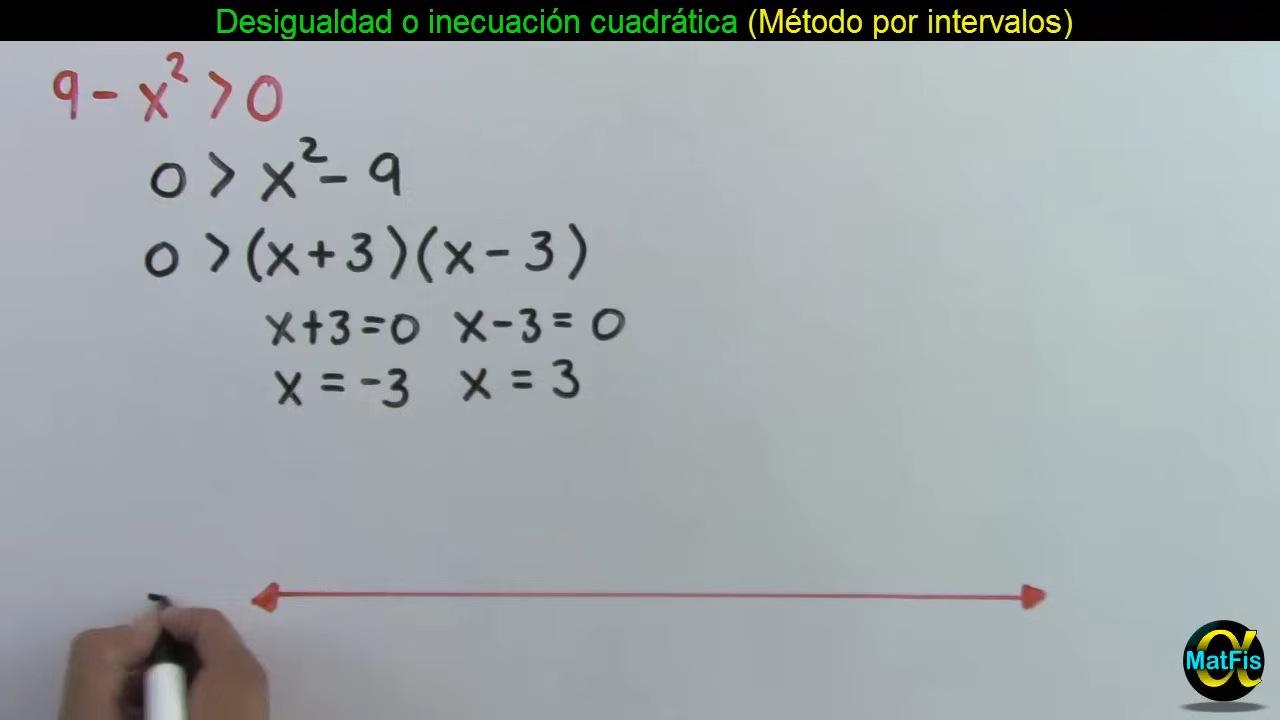 Desigualdad o inecuación cuadrática (Método por intervalos)
9 - x² > 0
0 > x² - 9
0 > (x + 3)(x - 3)
x + 3 = 0 x - 3 = 0
x = -3 x = 3
MatFis